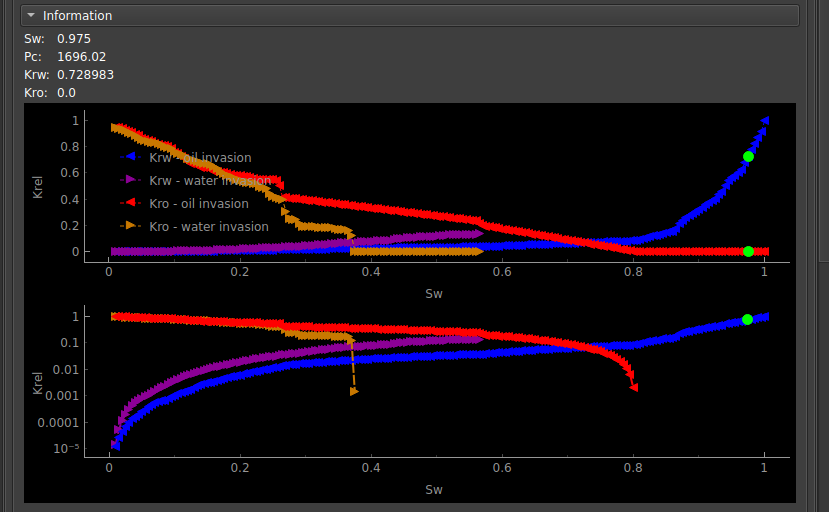 Information
Sw: 0.975
Pc: 1696.02
Krw: 0.728983
Kro: 0.0
1
0.8
0.6
0.4
0.2
0
Krel
Krw - oil invasion
Krw - water invasion
Kro - oil invasion
Kro - water invasion
0 0.2 0.4 0.6 0.8 1
Sw
1
0.1
0.01
0.001
0.0001
10⁻⁵
Krel
0 0.2 0.4 0.6 0.8 1
Sw